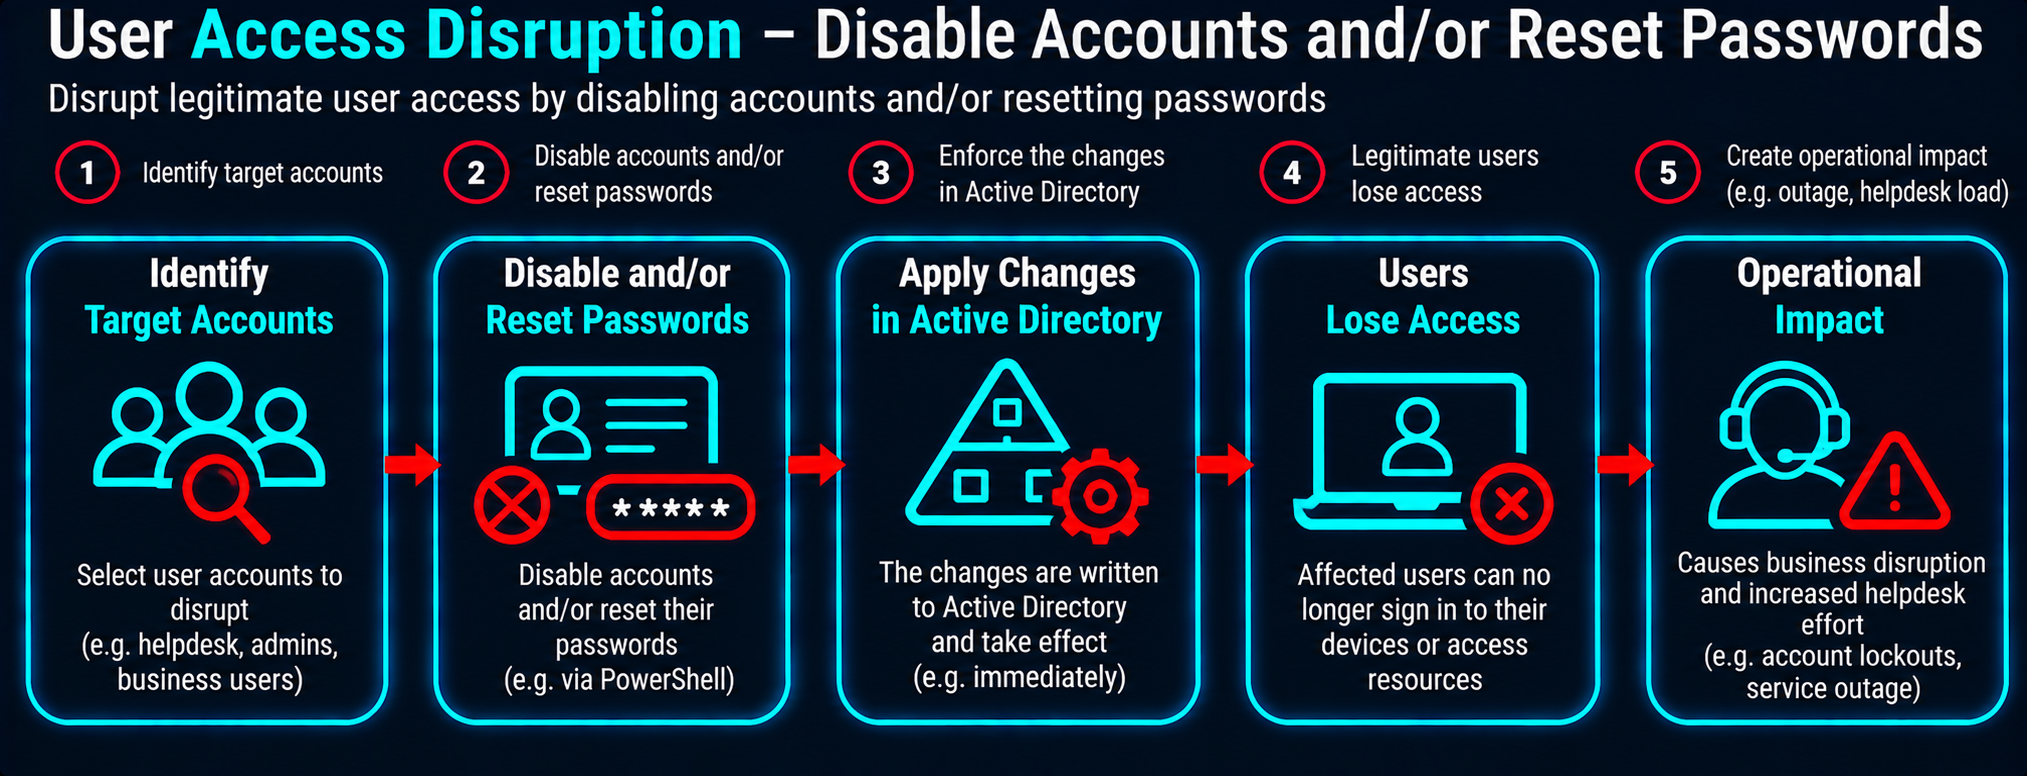 User Access Disruption – Disable Accounts and/or Reset Passwords
Disrupt legitimate user access by disabling accounts and/or resetting passwords
1
Identify target accounts
2
Disable accounts and/or
reset passwords
3
Enforce the changes
in Active Directory
4
Legitimate users
lose access
5
Create operational impact
(e.g. outage, helpdesk load)
Identify
Target Accounts
Select user accounts to
disrupt
(e.g. helpdesk, admins,
business users)
Disable and/or
Reset Passwords
*****
Disable accounts
and/or reset their
passwords
(e.g. via PowerShell)
Apply Changes
in Active Directory
The changes are written
to Active Directory
and take effect
(e.g. immediately)
Users
Lose Access
Affected users can no
longer sign in to their
devices or access
resources
Operational
Impact
!
Causes business disruption
and increased helpdesk
effort
(e.g. account lockouts,
service outage)